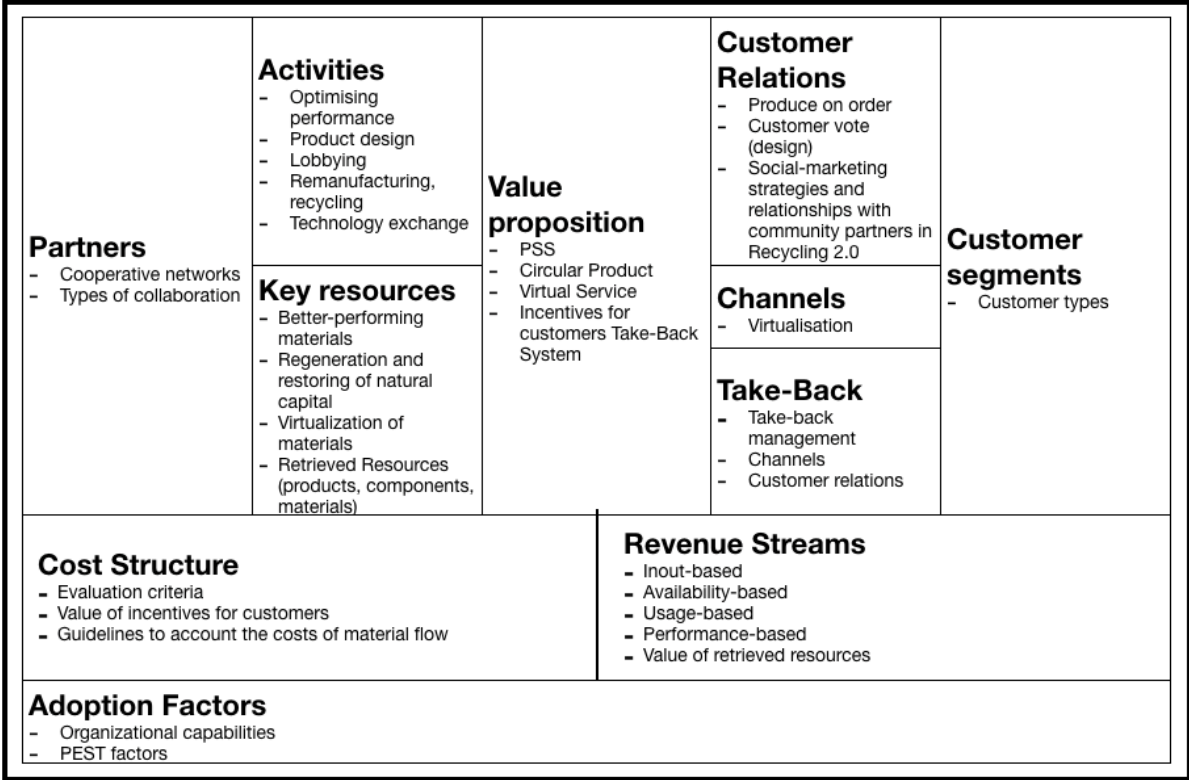 Partners
- Cooperative networks
- Types of collaboration
Activities
- Optimising
performance
- Product design
- Lobbying
- Remanufacturing,
recycling
- Technology exchange
Key resources
- Better-performing
materials
- Regeneration and
restoring of natural
capital
- Virtualization of
materials
- Retrieved Resources
(products, components,
materials)
Value
proposition
- PSS
- Circular Product
- Virtual Service
- Incentives for
customers Take-Back
System
Customer
Relations
- Produce on order
- Customer vote
(design)
- Social-marketing
strategies and
relationships with
community partners in
Recycling 2.0
Channels
- Virtualisation
Take-Back
- Take-back
management
- Channels
- Customer relations
Customer
segments
- Customer types
Cost Structure
- Evaluation criteria
- Value of incentives for customers
- Guidelines to account the costs of material flow
Revenue Streams
- Inout-based
- Availability-based
- Usage-based
- Performance-based
- Value of retrieved resources
Adoption Factors
- Organizational capabilities
- PEST factors